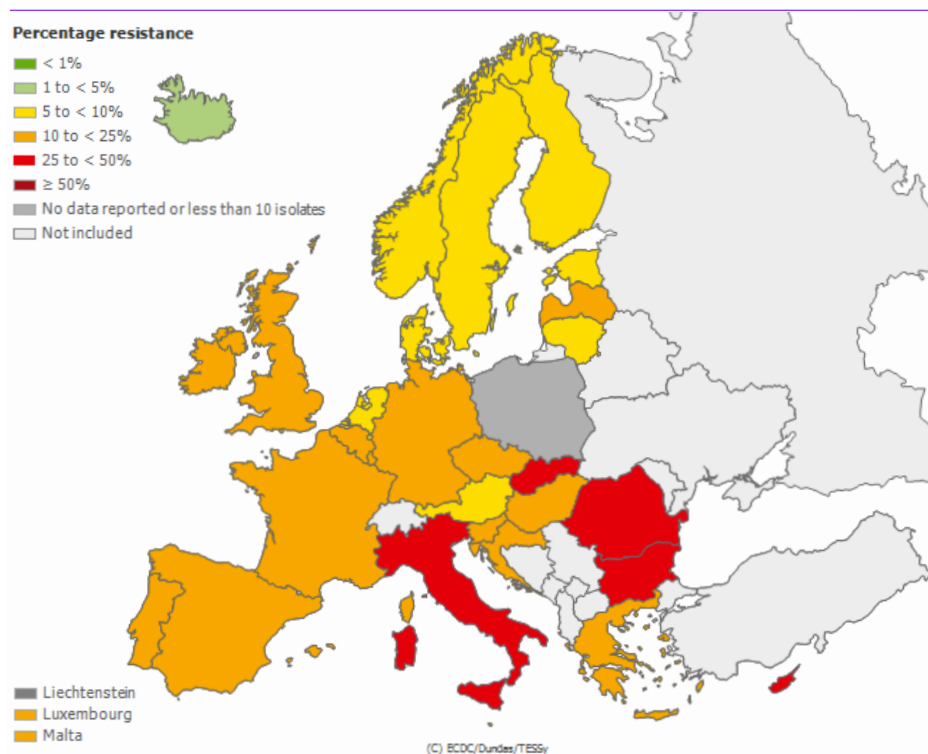 Percentage resistance
< 1%
1 to < 5%
5 to < 10%
10 to < 25%
25 to < 50%
≥ 50%
No data reported or less than 10 isolates
Not included
Liechtenstein
Luxembourg
Malta
(C) ECDC/Dundas/TESSy